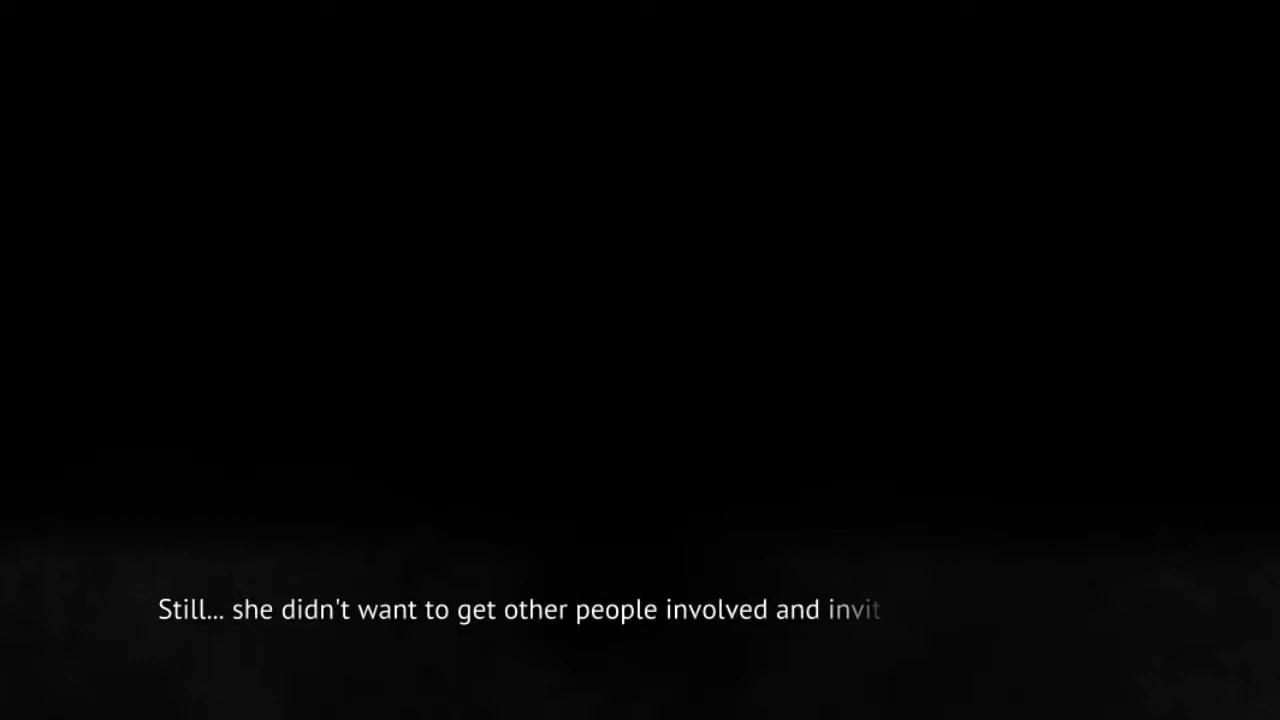 Still... she didn't want to get other people involved and invit